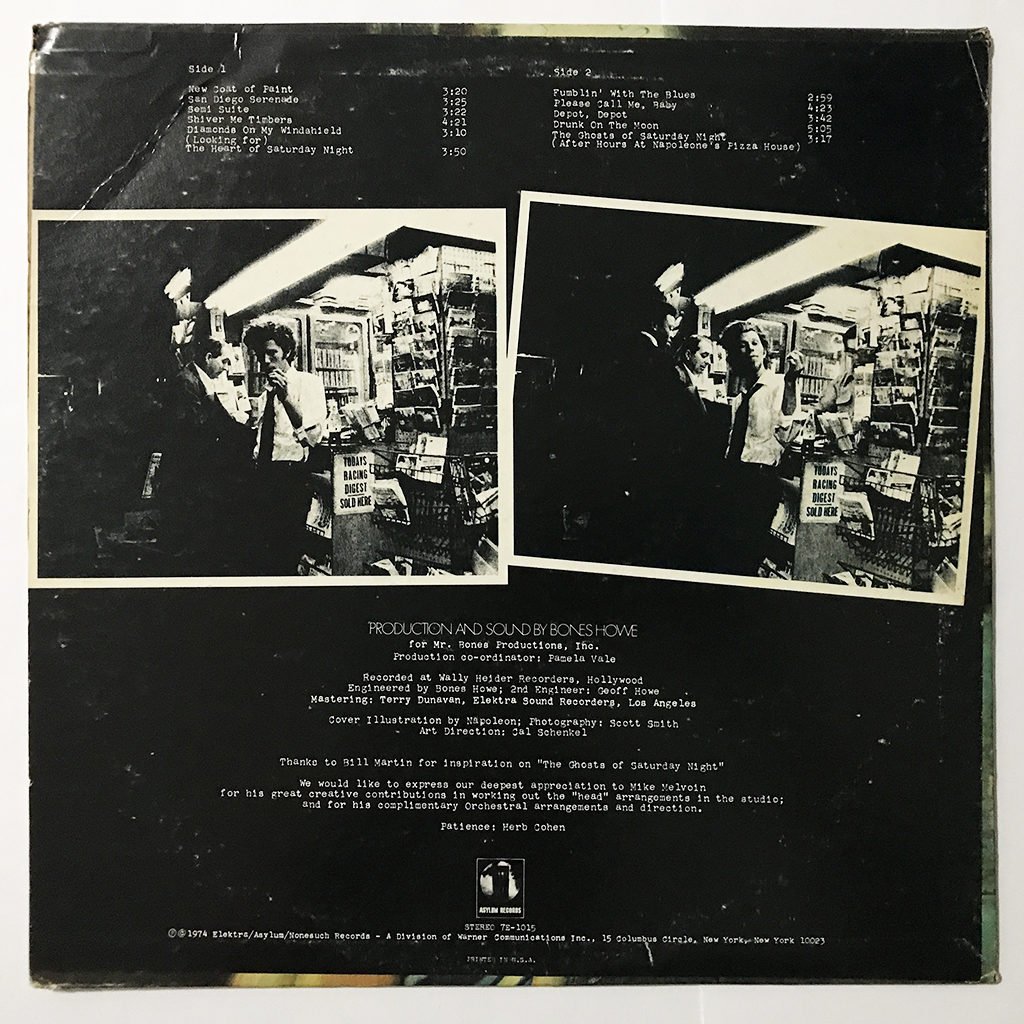 Side 1
New Coat of Paint 3:20
San Diego Serenade 3:25
Semi Suite 3:22
Shiver Me Timbers 4:21
Diamonds On My Windshield 3:10
(Looking for)
The Heart of Saturday Night 3:50
Side 2
Fumblin' With The Blues 2:59
Please Call Me, Baby 4:23
Depot, Depot 3:42
Drunk On The Moon 5:05
The Ghosts of Saturday Night 3:17
(After Hours At Napoleone's Pizza House)
TODAYS
RACING
DIGEST
SOLD HERE
TODAYS
RACING
DIGEST
SOLD HERE
PRODUCTION AND SOUND BY BONES HOWE
for Mr. Bones Productions, Inc.
Production co-ordinator: Pamela Vale
Recorded at Wally Heider Recorders, Hollywood
Engineered by Bones Howe; 2nd Engineer: Geoff Howe
Mastering: Terry Dunavan, Elektra Sound Recorders, Los Angeles
Cover Illustration by Napoleon; Photography: Scott Smith
Art Direction: Cal Schenkel
Thanks to Bill Martin for inspiration on "The Ghosts of Saturday Night"
We would like to express our deepest appreciation to Mike Melvoin
for his great creative contributions in working out the "head" arrangements in the studio;
and for his complimentary Orchestral arrangements and direction.
Patience: Herb Cohen
ASYLUM RECORDS
STEREO 7E-1015
℗©1974 Elektra/Asylum/Nonesuch Records - A Division of Warner Communications Inc., 15 Columbus Circle, New York, New York 10023
PRINTED IN U.S.A.